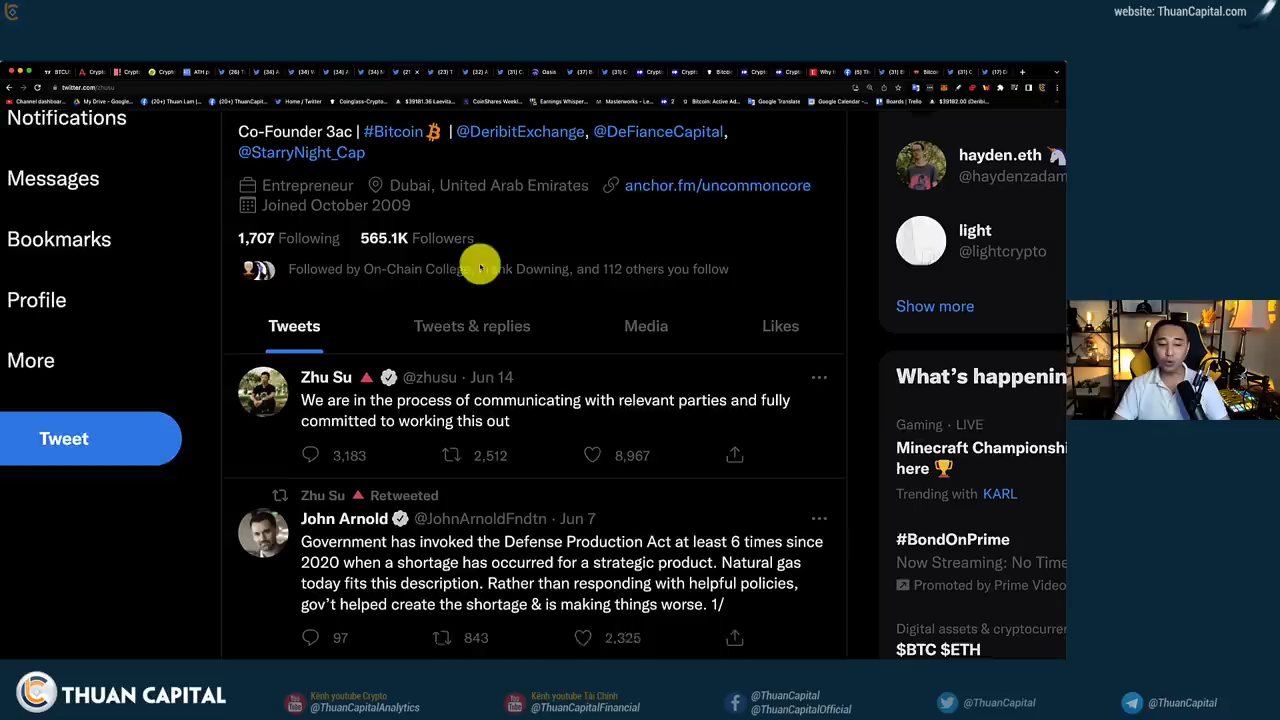 website: ThuanCapital.com
twitter.com/zhusu
Notifications
Messages
Bookmarks
Profile
More
Tweet
Co-Founder 3ac | #Bitcoin | @DeribitExchange, @DeFianceCapital,
@StarryNight_Cap
Entrepreneur Dubai, United Arab Emirates anchor.fm/uncommoncore
Joined October 2009
1,707 Following 565.1K Followers
Followed by On-Chain College, Downing, and 112 others you follow
Tweets Tweets & replies Media Likes
Zhu Su @zhusu · Jun 14
We are in the process of communicating with relevant parties and fully
committed to working this out
3,183 2,512 8,967
Zhu Su Retweeted
John Arnold @JohnArnoldFndtn · Jun 7
Government has invoked the Defense Production Act at least 6 times since
2020 when a shortage has occurred for a strategic product. Natural gas
today fits this description. Rather than responding with helpful policies,
gov't helped create the shortage & is making things worse. 1/
97 843 2,325
hayden.eth
@haydenzadam
light
@lightcrypto
Show more
What's happenin
Gaming · LIVE
Minecraft Championshi
here
Trending with KARL
#BondOnPrime
Now Streaming: No Time
Promoted by Prime Video
Digital assets & cryptocurren
$BTC $ETH
THUAN CAPITAL
Kênh youtube Crypto
@ThuanCapitalAnalytics
Kênh youtube Tài Chính
@ThuanCapitalFinancial
@ThuanCapital
@ThuanCapitalOfficial
@ThuanCapital
@ThuanCapital